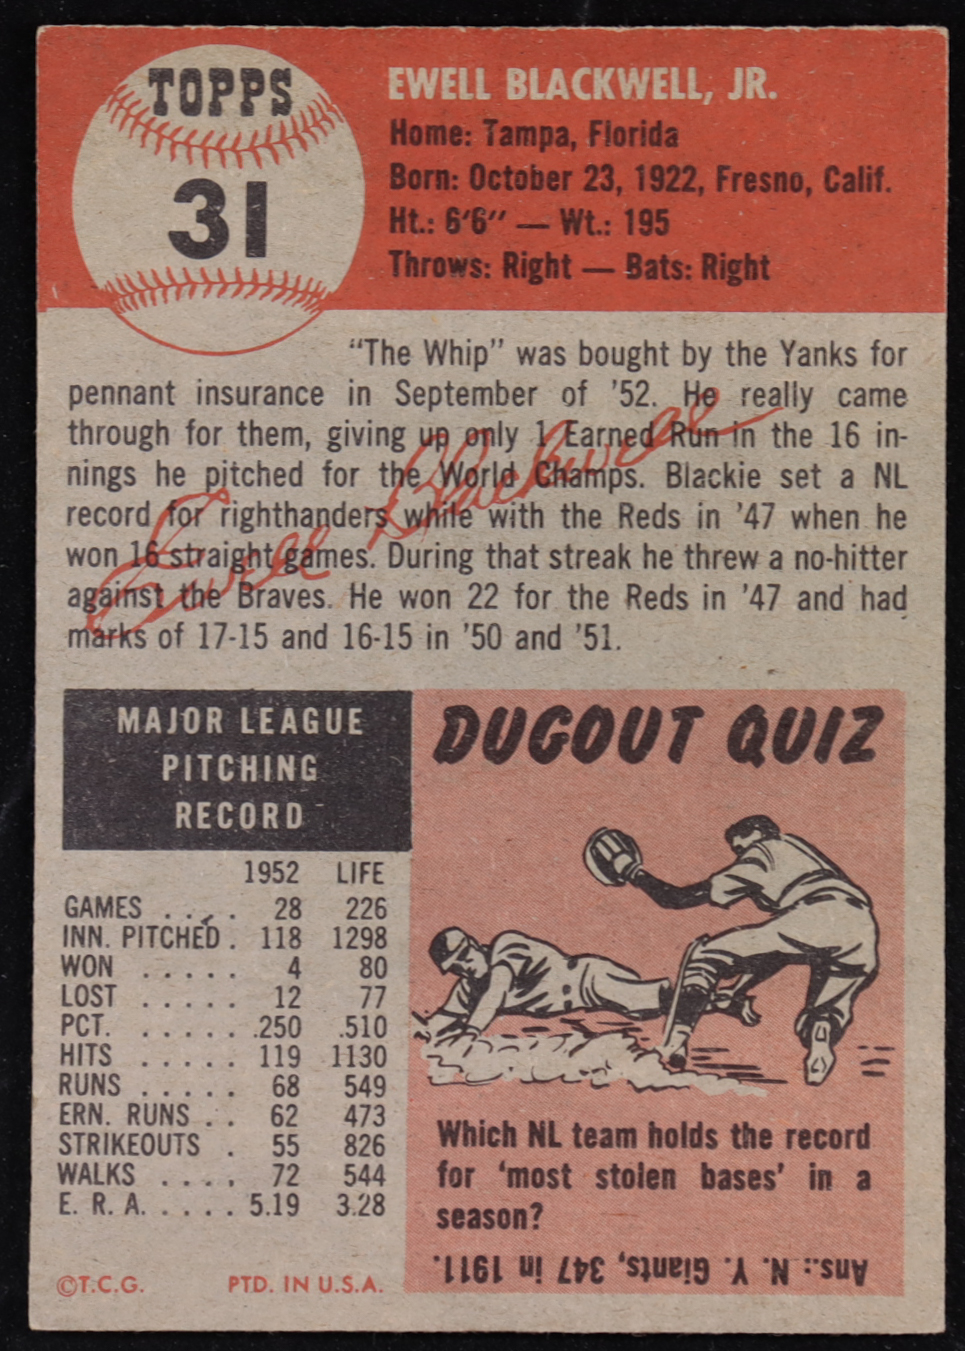 TOPPS
31
EWELL BLACKWELL, JR.
Home: Tampa, Florida
Born: October 23, 1922, Fresno, Calif.
Ht.: 6'6" — Wt.: 195
Throws: Right — Bats: Right
"The Whip" was bought by the Yanks for
pennant insurance in September of '52. He really came
through for them, giving up only 1 Earned Run in the 16 in-
nings he pitched for the World Champs. Blackie set a NL
record for righthanders while with the Reds in '47 when he
won 16 straight games. During that streak he threw a no-hitter
against the Braves. He won 22 for the Reds in '47 and had
marks of 17-15 and 16-15 in '50 and '51.
Ewell Blackwell
MAJOR LEAGUE
PITCHING
RECORD
1952 LIFE
GAMES . . . . 28 226
INN. PITCHED . 118 1298
WON . . . . . 4 80
LOST . . . . . 12 77
PCT. . . . . . .250 .510
HITS . . . . . 119 1130
RUNS . . . . . 68 549
ERN. RUNS . . 62 473
STRIKEOUTS . 55 826
WALKS . . . . 72 544
E. R. A. . . . . . 5.19 3.28
©T.C.G. PTD. IN U.S.A.
DUGOUT QUIZ
Which NL team holds the record
for 'most stolen bases' in a
season?
Ans.: N. Y. Giants, 347 in 1911.